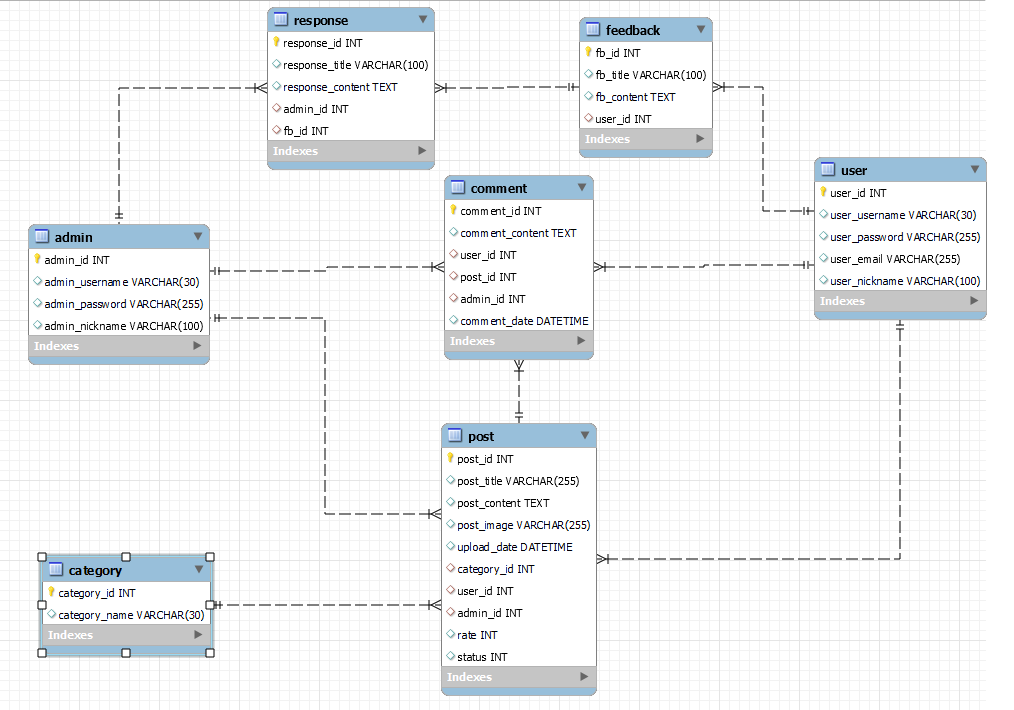 response
response_id INT
response_title VARCHAR(100)
response_content TEXT
admin_id INT
fb_id INT
Indexes
feedback
fb_id INT
fb_title VARCHAR(100)
fb_content TEXT
user_id INT
Indexes
user
user_id INT
user_username VARCHAR(30)
user_password VARCHAR(255)
user_email VARCHAR(255)
user_nickname VARCHAR(100)
Indexes
comment
comment_id INT
comment_content TEXT
user_id INT
post_id INT
admin_id INT
comment_date DATETIME
Indexes
admin
admin_id INT
admin_username VARCHAR(30)
admin_password VARCHAR(255)
admin_nickname VARCHAR(100)
Indexes
post
post_id INT
post_title VARCHAR(255)
post_content TEXT
post_image VARCHAR(255)
upload_date DATETIME
category_id INT
user_id INT
admin_id INT
rate INT
status INT
Indexes
category
category_id INT
category_name VARCHAR(30)
Indexes